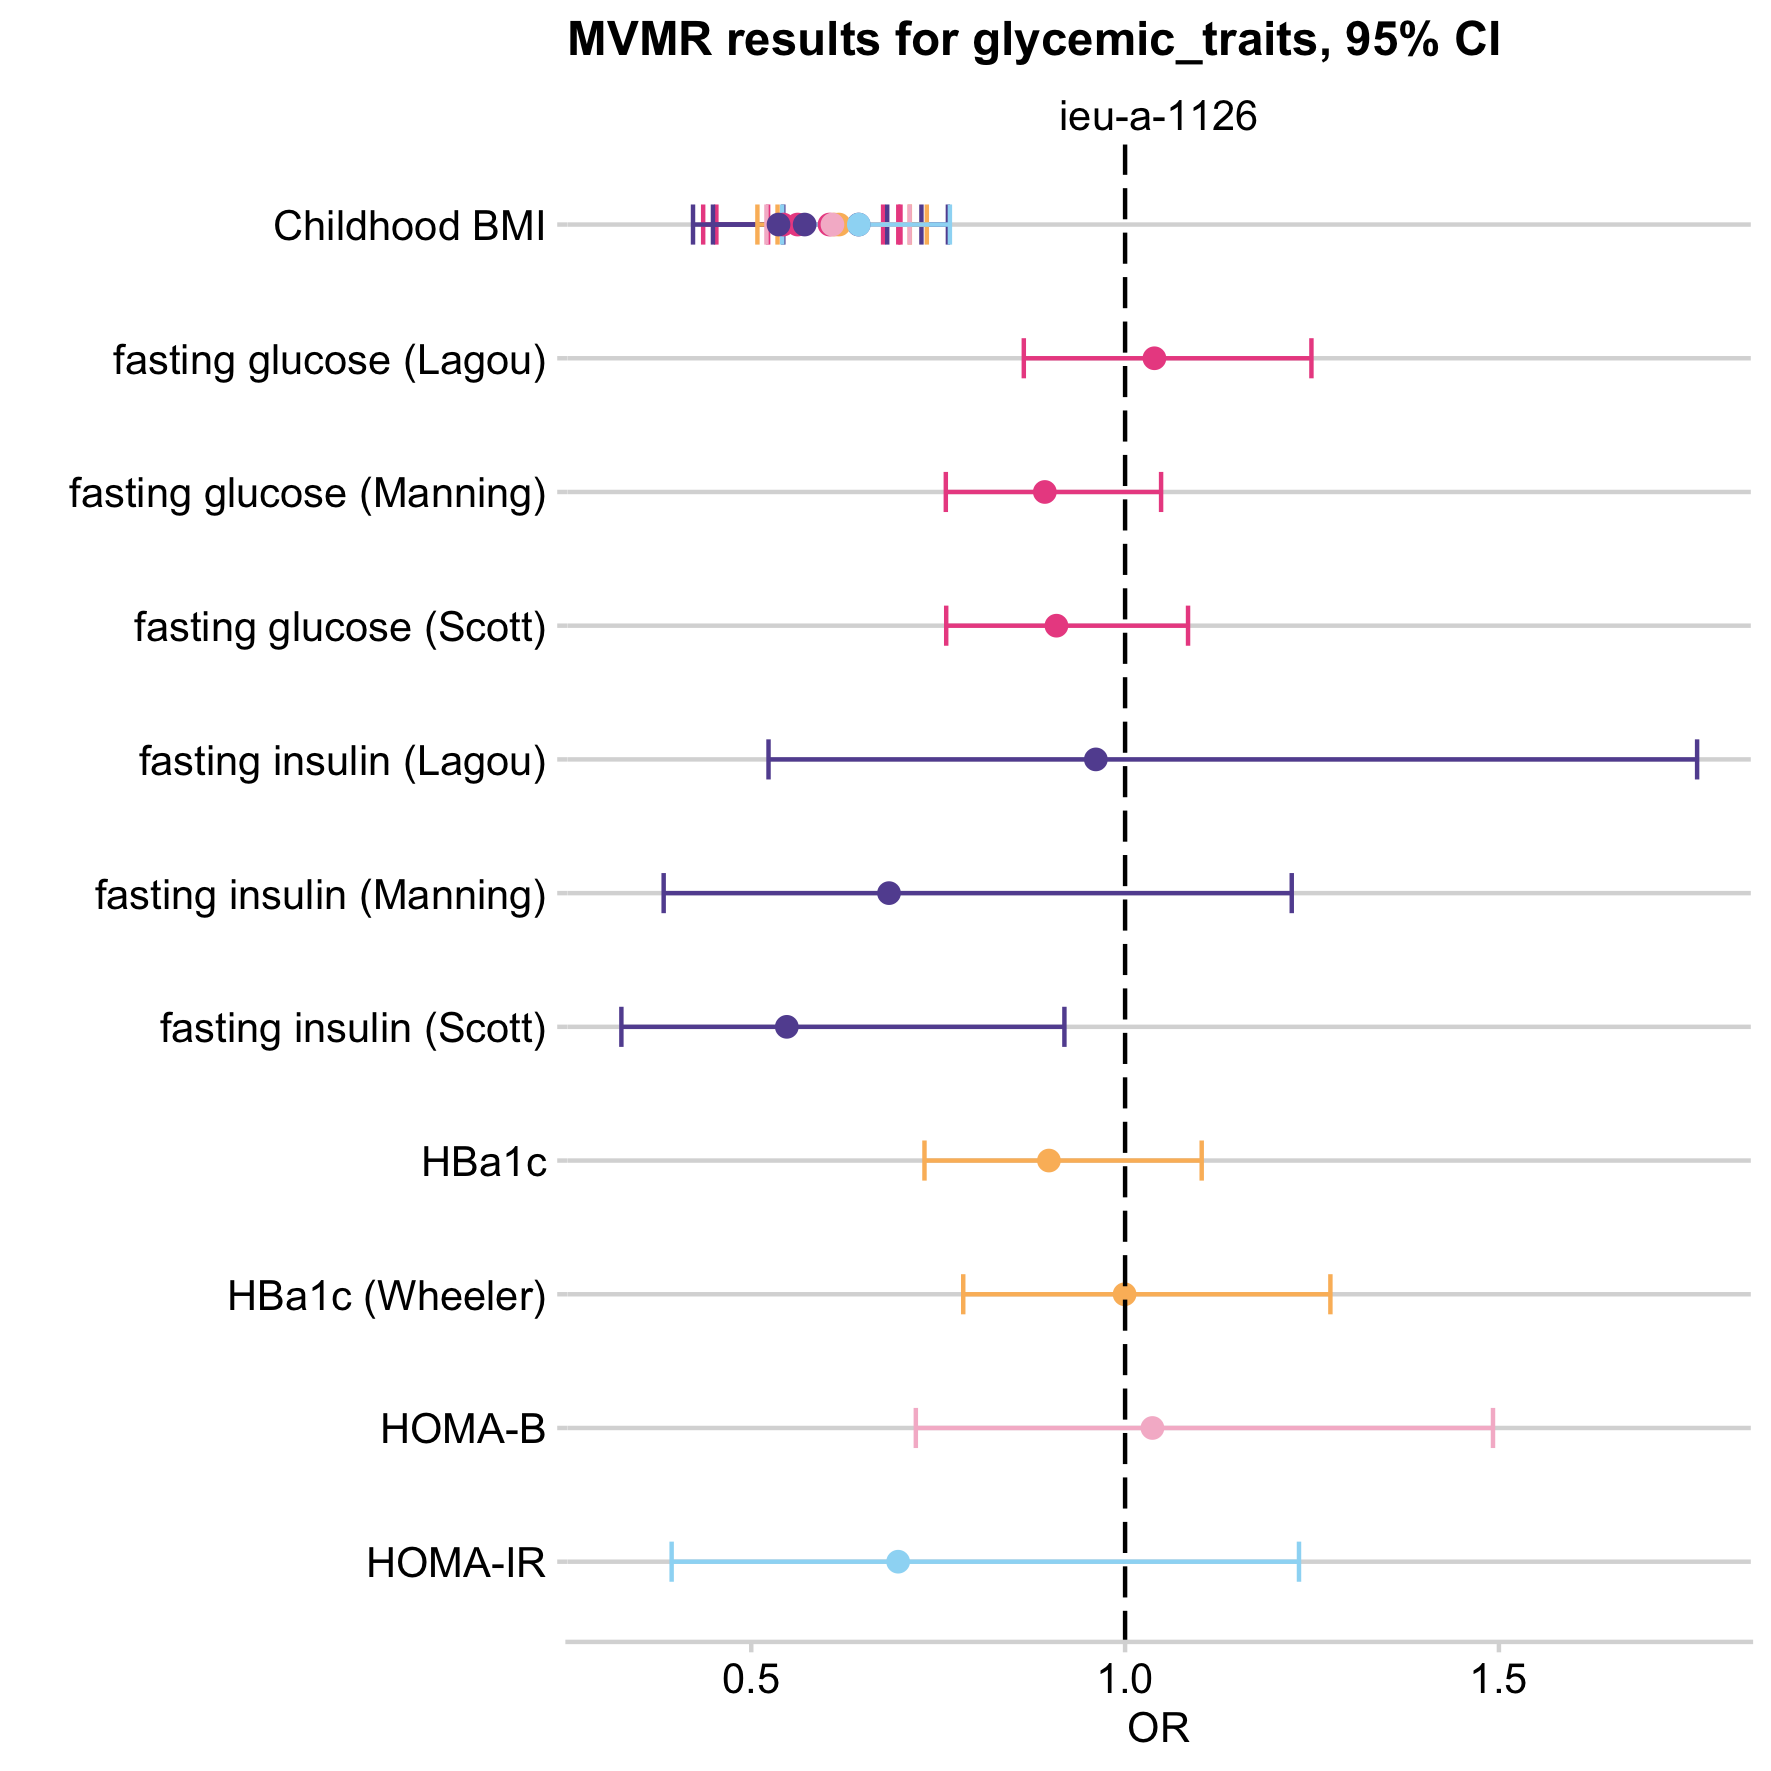 MVMR results for glycemic_traits, 95% CI
ieu-a-1126
Childhood BMI
fasting glucose (Lagou)
fasting glucose (Manning)
fasting glucose (Scott)
fasting insulin (Lagou)
fasting insulin (Manning)
fasting insulin (Scott)
HBa1c
HBa1c (Wheeler)
HOMA-B
HOMA-IR
0.5 1.0 1.5
OR